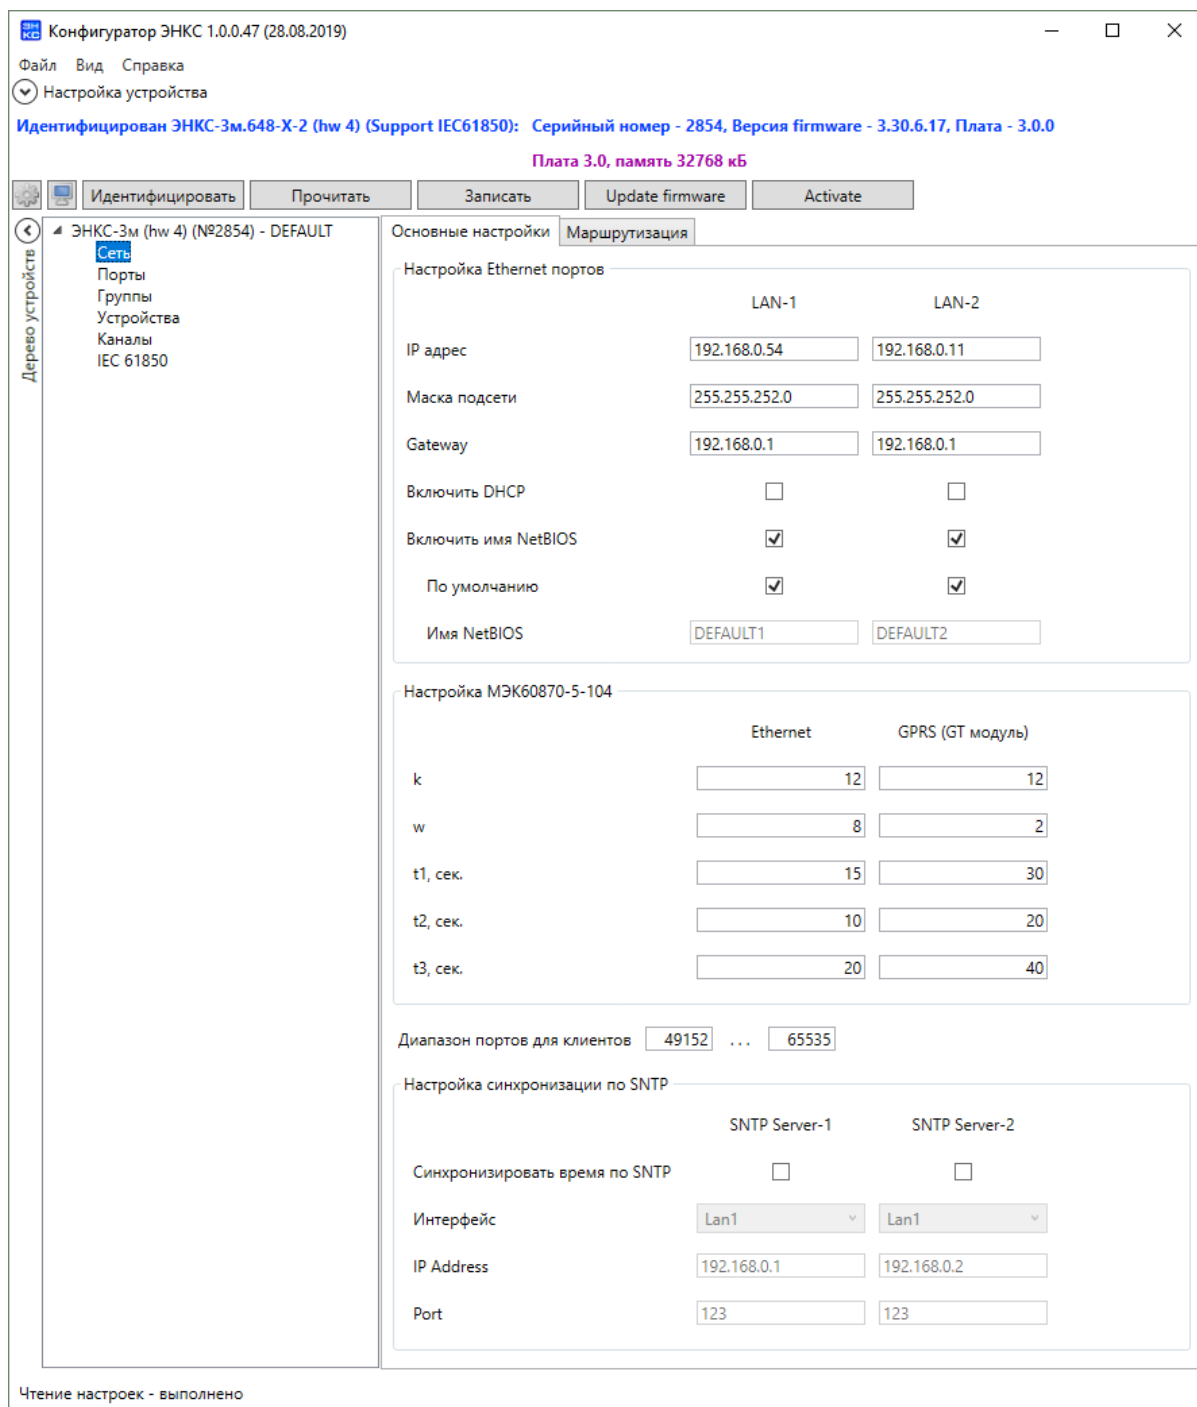 ЭНКС Конфигуратор ЭНКС 1.0.0.47 (28.08.2019)
Файл Вид Справка
Настройка устройства
Идентифицирован ЭНКС-3м.648-X-2 (hw 4) (Support IEC61850): Серийный номер - 2854, Версия firmware - 3.30.6.17, Плата - 3.0.0
Плата 3.0, память 32768 кБ
Идентифицировать Прочитать Записать Update firmware Activate
Дерево устройств
ЭНКС-3м (hw 4) (№2854) - DEFAULT
Сеть
Порты
Группы
Устройства
Каналы
IEC 61850
Основные настройки Маршрутизация
Настройка Ethernet портов
LAN-1 LAN-2
IP адрес 192.168.0.54 192.168.0.11
Маска подсети 255.255.252.0 255.255.252.0
Gateway 192.168.0.1 192.168.0.1
Включить DHCP
Включить имя NetBIOS
По умолчанию
Имя NetBIOS DEFAULT1 DEFAULT2
Настройка МЭК60870-5-104
Ethernet GPRS (GT модуль)
k 12 12
w 8 2
t1, сек. 15 30
t2, сек. 10 20
t3, сек. 20 40
Диапазон портов для клиентов 49152 ... 65535
Настройка синхронизации по SNTP
SNTP Server-1 SNTP Server-2
Синхронизировать время по SNTP
Интерфейс Lan1 Lan1
IP Address 192.168.0.1 192.168.0.2
Port 123 123
Чтение настроек - выполнено